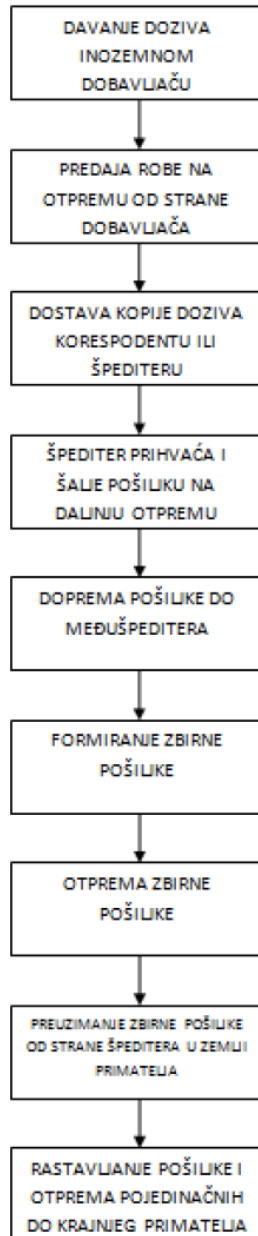 DAVANJE DOZIVA
INOZEMNOM
DOBAVLJAČU
PREDAJA ROBE NA
OTPREMU OD STRANE
DOBAVLJAČA
DOSTAVA KOPIJE DOZIVA
KORESPODENTU ILI
ŠPEDITERU
ŠPEDITER PRIHVAĆA I
ŠALJE POŠILJKU NA
DALJNJU OTPREMU
DOPREMA POŠILJKE DO
MEĐUŠPEDITERA
FORMIRANJE ZBIRNE
POŠILJKE
OTPREMA ZBIRNE
POŠILJKE
PREUZIMANJE ZBIRNE POŠILJKE
OD STRANE ŠPEDITERA U ZEMLJI
PRIMATELJA
RASTAVLJANJE POŠILJKE I
OTPREMA POJEDINAČNIH
DO KRAJNJEG PRIMATELJA